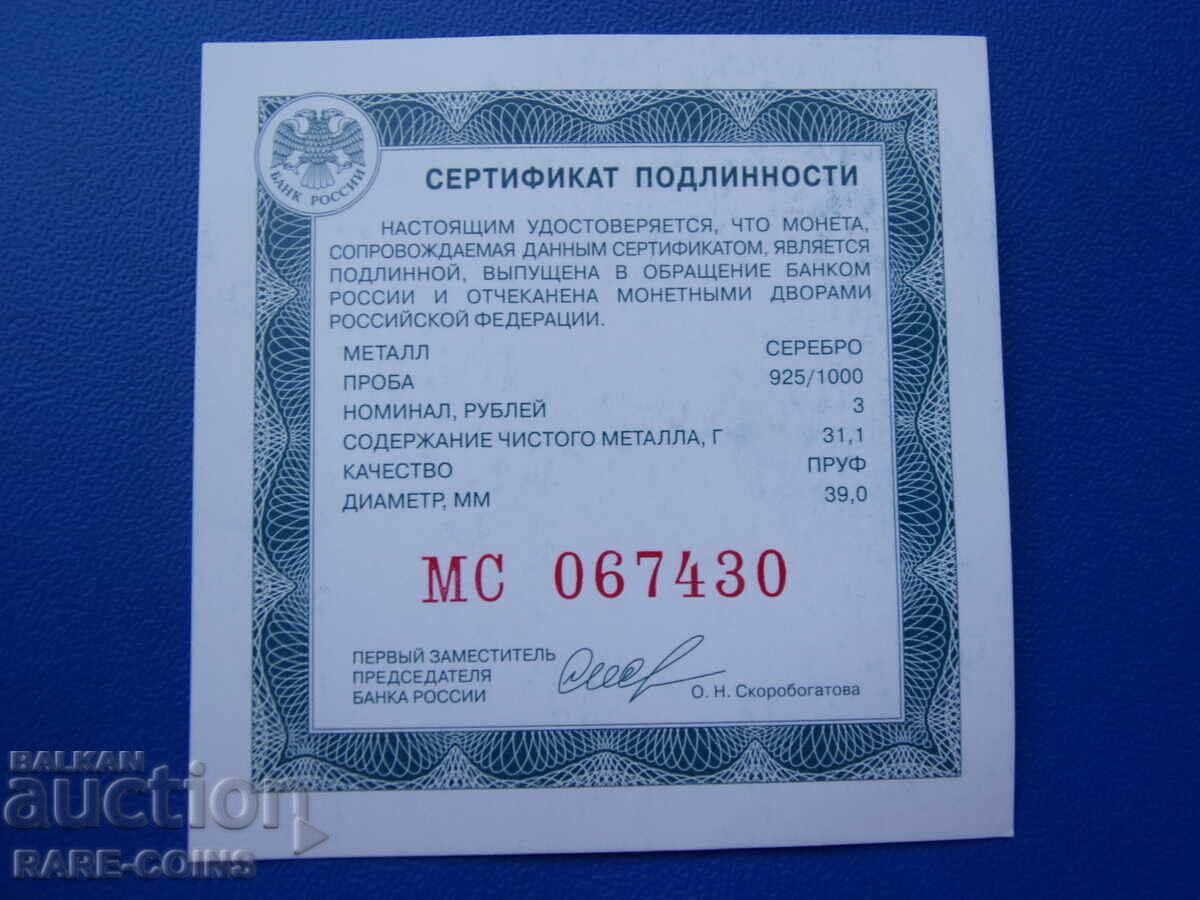 БАНК РОССИИ
СЕРТИФИКАТ ПОДЛИННОСТИ
НАСТОЯЩИМ УДОСТОВЕРЯЕТСЯ, ЧТО МОНЕТА,
СОПРОВОЖДАЕМАЯ ДАННЫМ СЕРТИФИКАТОМ, ЯВЛЯЕТСЯ
ПОДЛИННОЙ, ВЫПУЩЕНА В ОБРАЩЕНИЕ БАНКОМ
РОССИИ И ОТЧЕКАНЕНА МОНЕТНЫМИ ДВОРАМИ
РОССИЙСКОЙ ФЕДЕРАЦИИ.
МЕТАЛЛ СЕРЕБРО
ПРОБА 925/1000
НОМИНАЛ, РУБЛЕЙ 3
СОДЕРЖАНИЕ ЧИСТОГО МЕТАЛЛА, Г 31,1
КАЧЕСТВО ПРУФ
ДИАМЕТР, ММ 39,0
МС 067430
ПЕРВЫЙ ЗАМЕСТИТЕЛЬ
ПРЕДСЕДАТЕЛЯ
БАНКА РОССИИ О. Н. Скоробогатова
BALKAN
auction
RARE-COINS